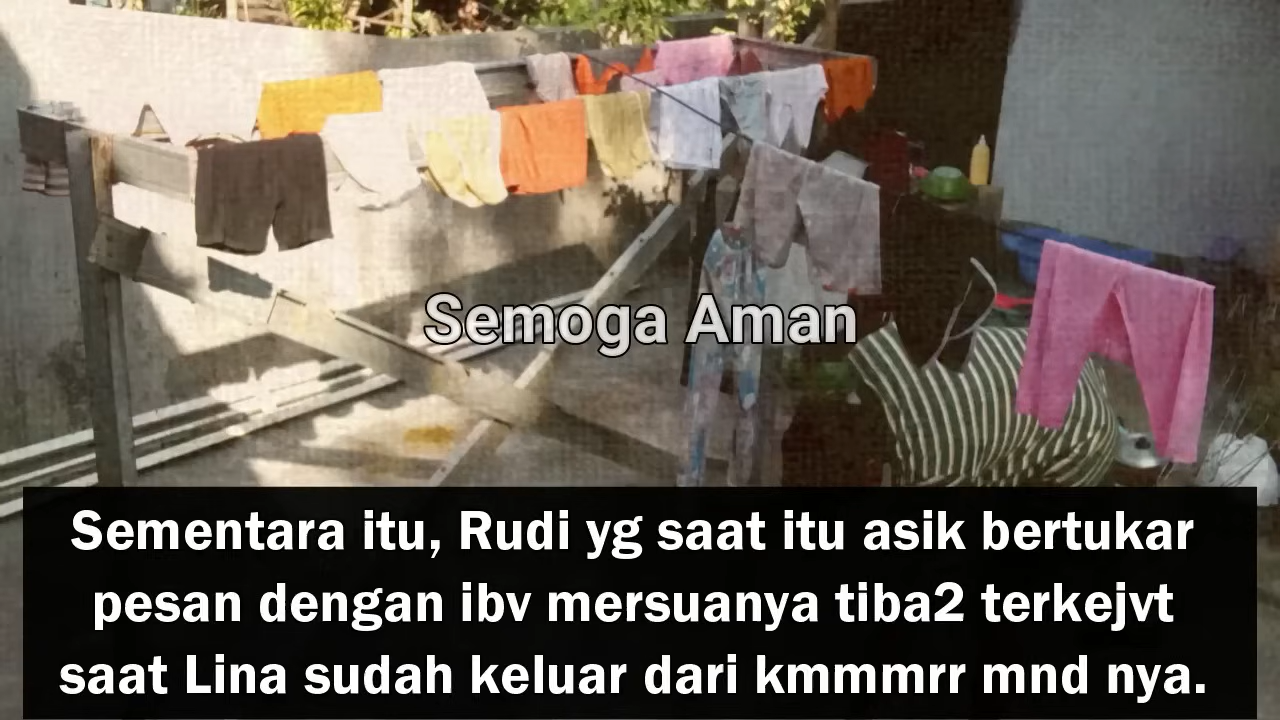 Semoga Aman
Sementara itu, Rudi yg saat itu asik bertukar
pesan dengan ibv mersuanya tiba2 terkejvt
saat Lina sudah keluar dari kmmmrr mnd nya.